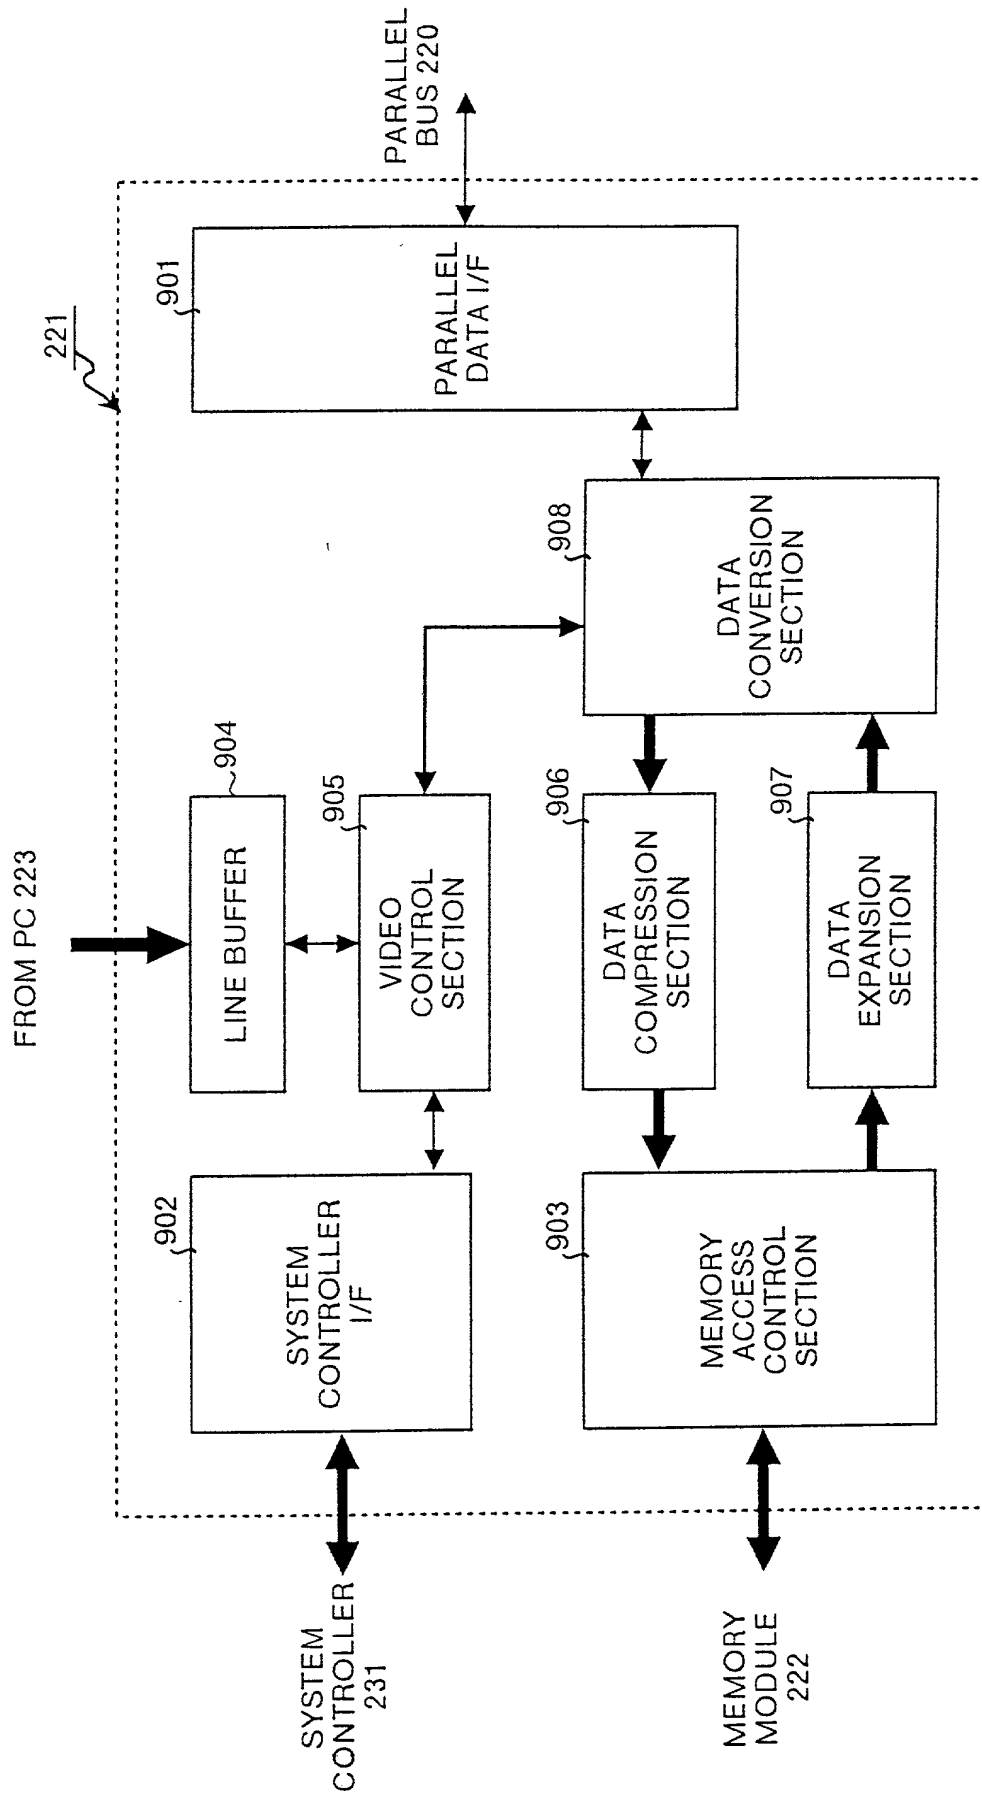 FROM PC 223
221
SYSTEM
CONTROLLER
231
902
SYSTEM
CONTROLLER
I/F
904
LINE BUFFER
905
VIDEO
CONTROL
SECTION
901
PARALLEL
DATA I/F
PARALLEL
BUS 220
MEMORY
MODULE
222
903
MEMORY
ACCESS
CONTROL
SECTION
906
DATA
COMPRESSION
SECTION
907
DATA
EXPANSION
SECTION
908
DATA
CONVERSION
SECTION